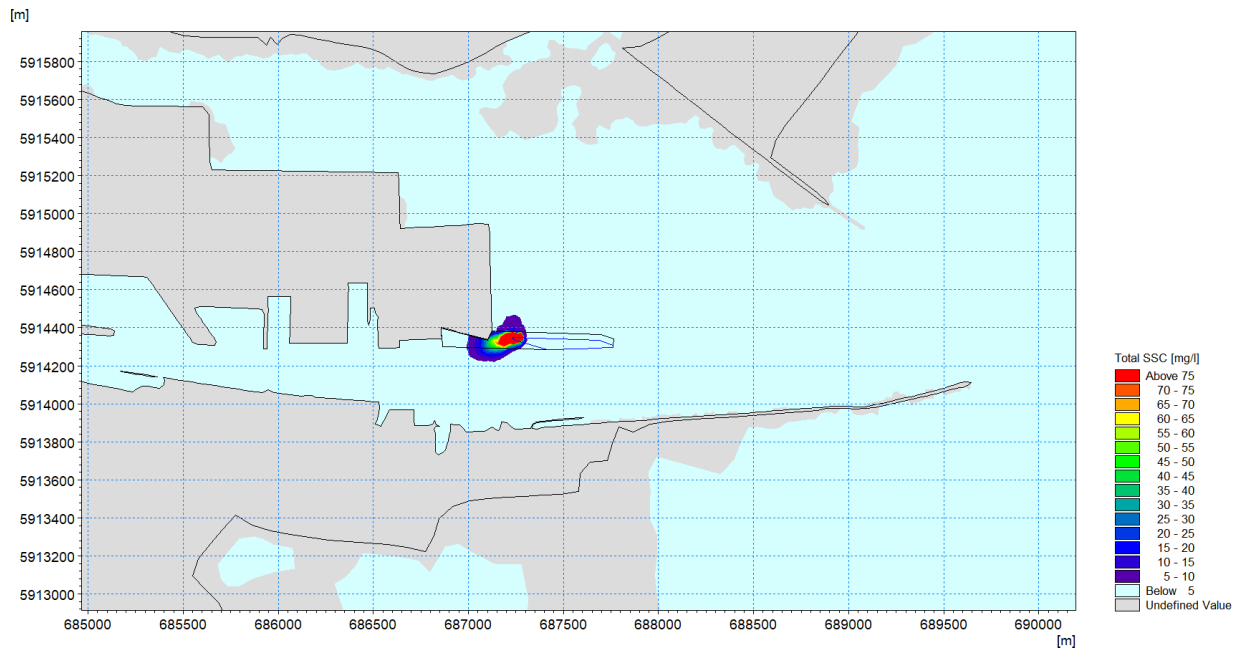 [m]
5915800
5915600
5915400
5915200
5915000
5914800
5914600
5914400
5914200
5914000
5913800
5913600
5913400
5913200
5913000
685000 685500 686000 686500 687000 687500 688000 688500 689000 689500 690000
[m]
Total SSC [mg/l]
Above 75
70 - 75
65 - 70
60 - 65
55 - 60
50 - 55
45 - 50
40 - 45
35 - 40
30 - 35
25 - 30
20 - 25
15 - 20
10 - 15
5 - 10
Below 5
Undefined Value